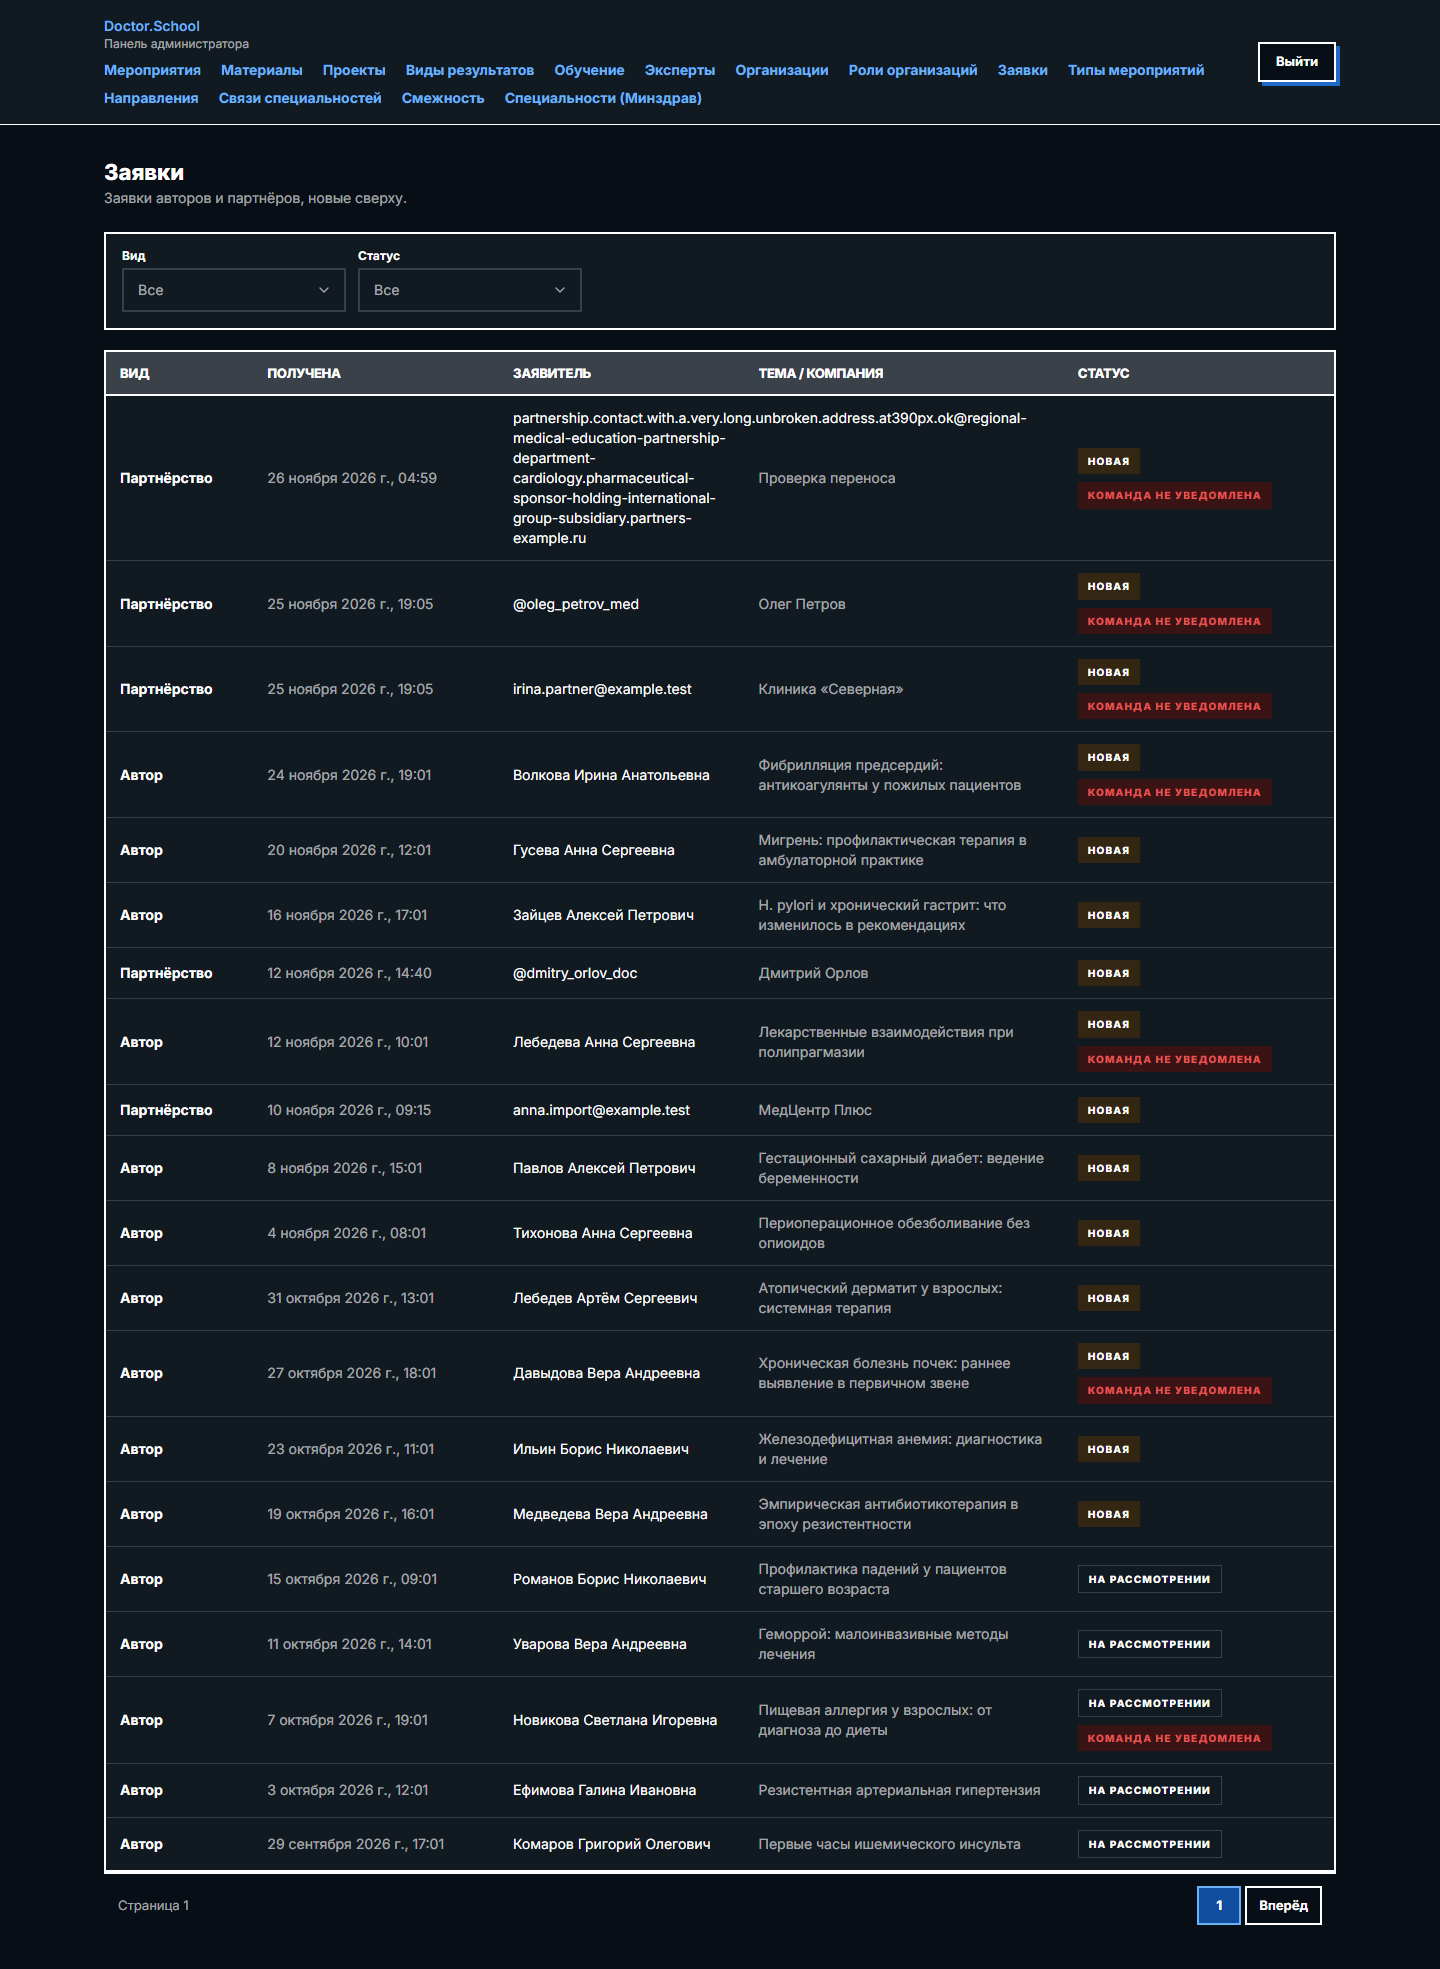 Doctor.School
Панель администратора
Мероприятия Материалы Проекты Виды результатов Обучение Эксперты Организации Роли организаций Заявки Типы мероприятий
Направления Связи специальностей Смежность Специальности (Минздрав)
Выйти
Заявки
Заявки авторов и партнёров, новые сверху.
Вид Статус
Все Все
ВИД ПОЛУЧЕНА ЗАЯВИТЕЛЬ ТЕМА / КОМПАНИЯ СТАТУС
Партнёрство 26 ноября 2026 г., 04:59
partnership.contact.with.a.very.long.unbroken.address.at390px.ok@regional-
medical-education-partnership-
department-
cardiology.pharmaceutical-
sponsor-holding-international-
group-subsidiary.partners-
example.ru
Проверка переноса
НОВАЯ
КОМАНДА НЕ УВЕДОМЛЕНА
Партнёрство 25 ноября 2026 г., 19:05 @oleg_petrov_med Олег Петров
НОВАЯ
КОМАНДА НЕ УВЕДОМЛЕНА
Партнёрство 25 ноября 2026 г., 19:05 irina.partner@example.test Клиника «Северная»
НОВАЯ
КОМАНДА НЕ УВЕДОМЛЕНА
Автор 24 ноября 2026 г., 19:01 Волкова Ирина Анатольевна
Фибрилляция предсердий:
антикоагулянты у пожилых пациентов
НОВАЯ
КОМАНДА НЕ УВЕДОМЛЕНА
Автор 20 ноября 2026 г., 12:01 Гусева Анна Сергеевна
Мигрень: профилактическая терапия в
амбулаторной практике
НОВАЯ
Автор 16 ноября 2026 г., 17:01 Зайцев Алексей Петрович
H. pylori и хронический гастрит: что
изменилось в рекомендациях
НОВАЯ
Партнёрство 12 ноября 2026 г., 14:40 @dmitry_orlov_doc Дмитрий Орлов НОВАЯ
Автор 12 ноября 2026 г., 10:01 Лебедева Анна Сергеевна
Лекарственные взаимодействия при
полипрагмазии
НОВАЯ
КОМАНДА НЕ УВЕДОМЛЕНА
Партнёрство 10 ноября 2026 г., 09:15 anna.import@example.test МедЦентр Плюс НОВАЯ
Автор 8 ноября 2026 г., 15:01 Павлов Алексей Петрович
Гестационный сахарный диабет: ведение
беременности
НОВАЯ
Автор 4 ноября 2026 г., 08:01 Тихонова Анна Сергеевна
Периоперационное обезболивание без
опиоидов
НОВАЯ
Автор 31 октября 2026 г., 13:01 Лебедев Артём Сергеевич
Атопический дерматит у взрослых:
системная терапия
НОВАЯ
Автор 27 октября 2026 г., 18:01 Давыдова Вера Андреевна
Хроническая болезнь почек: раннее
выявление в первичном звене
НОВАЯ
КОМАНДА НЕ УВЕДОМЛЕНА
Автор 23 октября 2026 г., 11:01 Ильин Борис Николаевич
Железодефицитная анемия: диагностика
и лечение
НОВАЯ
Автор 19 октября 2026 г., 16:01 Медведева Вера Андреевна
Эмпирическая антибиотикотерапия в
эпоху резистентности
НОВАЯ
Автор 15 октября 2026 г., 09:01 Романов Борис Николаевич
Профилактика падений у пациентов
старшего возраста
НА РАССМОТРЕНИИ
Автор 11 октября 2026 г., 14:01 Уварова Вера Андреевна
Геморрой: малоинвазивные методы
лечения
НА РАССМОТРЕНИИ
Автор 7 октября 2026 г., 19:01 Новикова Светлана Игоревна
Пищевая аллергия у взрослых: от
диагноза до диеты
НА РАССМОТРЕНИИ
КОМАНДА НЕ УВЕДОМЛЕНА
Автор 3 октября 2026 г., 12:01 Ефимова Галина Ивановна Резистентная артериальная гипертензия НА РАССМОТРЕНИИ
Автор 29 сентября 2026 г., 17:01 Комаров Григорий Олегович Первые часы ишемического инсульта НА РАССМОТРЕНИИ
Страница 1 1 Вперёд